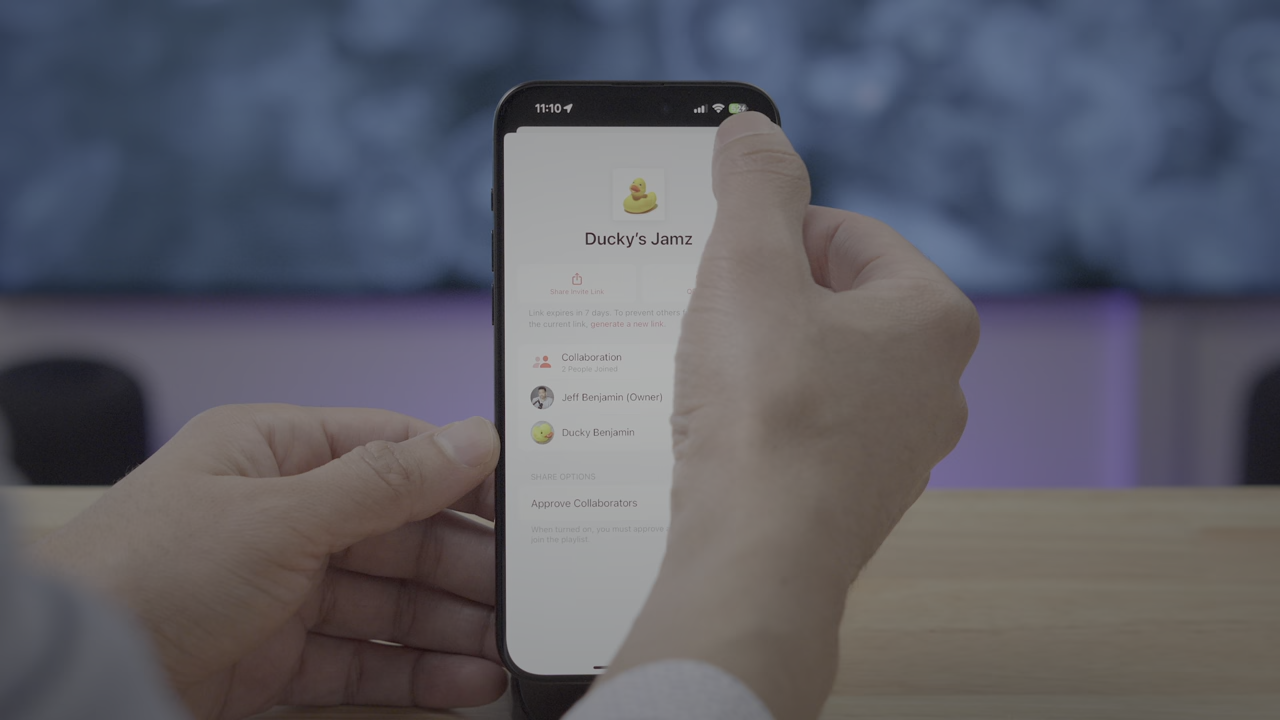 11:10
Ducky's Jamz
Share Invite Link
Link expires in 7 days. To prevent others
the current link, generate a new link.
Collaboration
2 People Joined
Jeff Benjamin (Owner)
Ducky Benjamin
SHARE OPTIONS
Approve Collaborators
When turned on, you must approve
join the playlist.